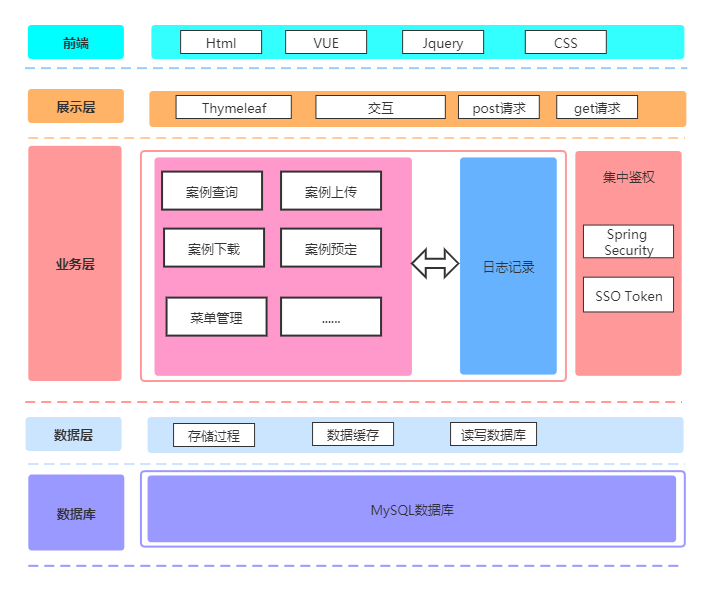 前端
Html
VUE
Jquery
CSS
展示层
Thymeleaf
交互
post请求
get请求
业务层
案例查询
案例上传
案例下载
案例预定
菜单管理
......
日志记录
集中鉴权
Spring
Security
SSO Token
数据层
存储过程
数据缓存
读写数据库
数据库
MySQL数据库